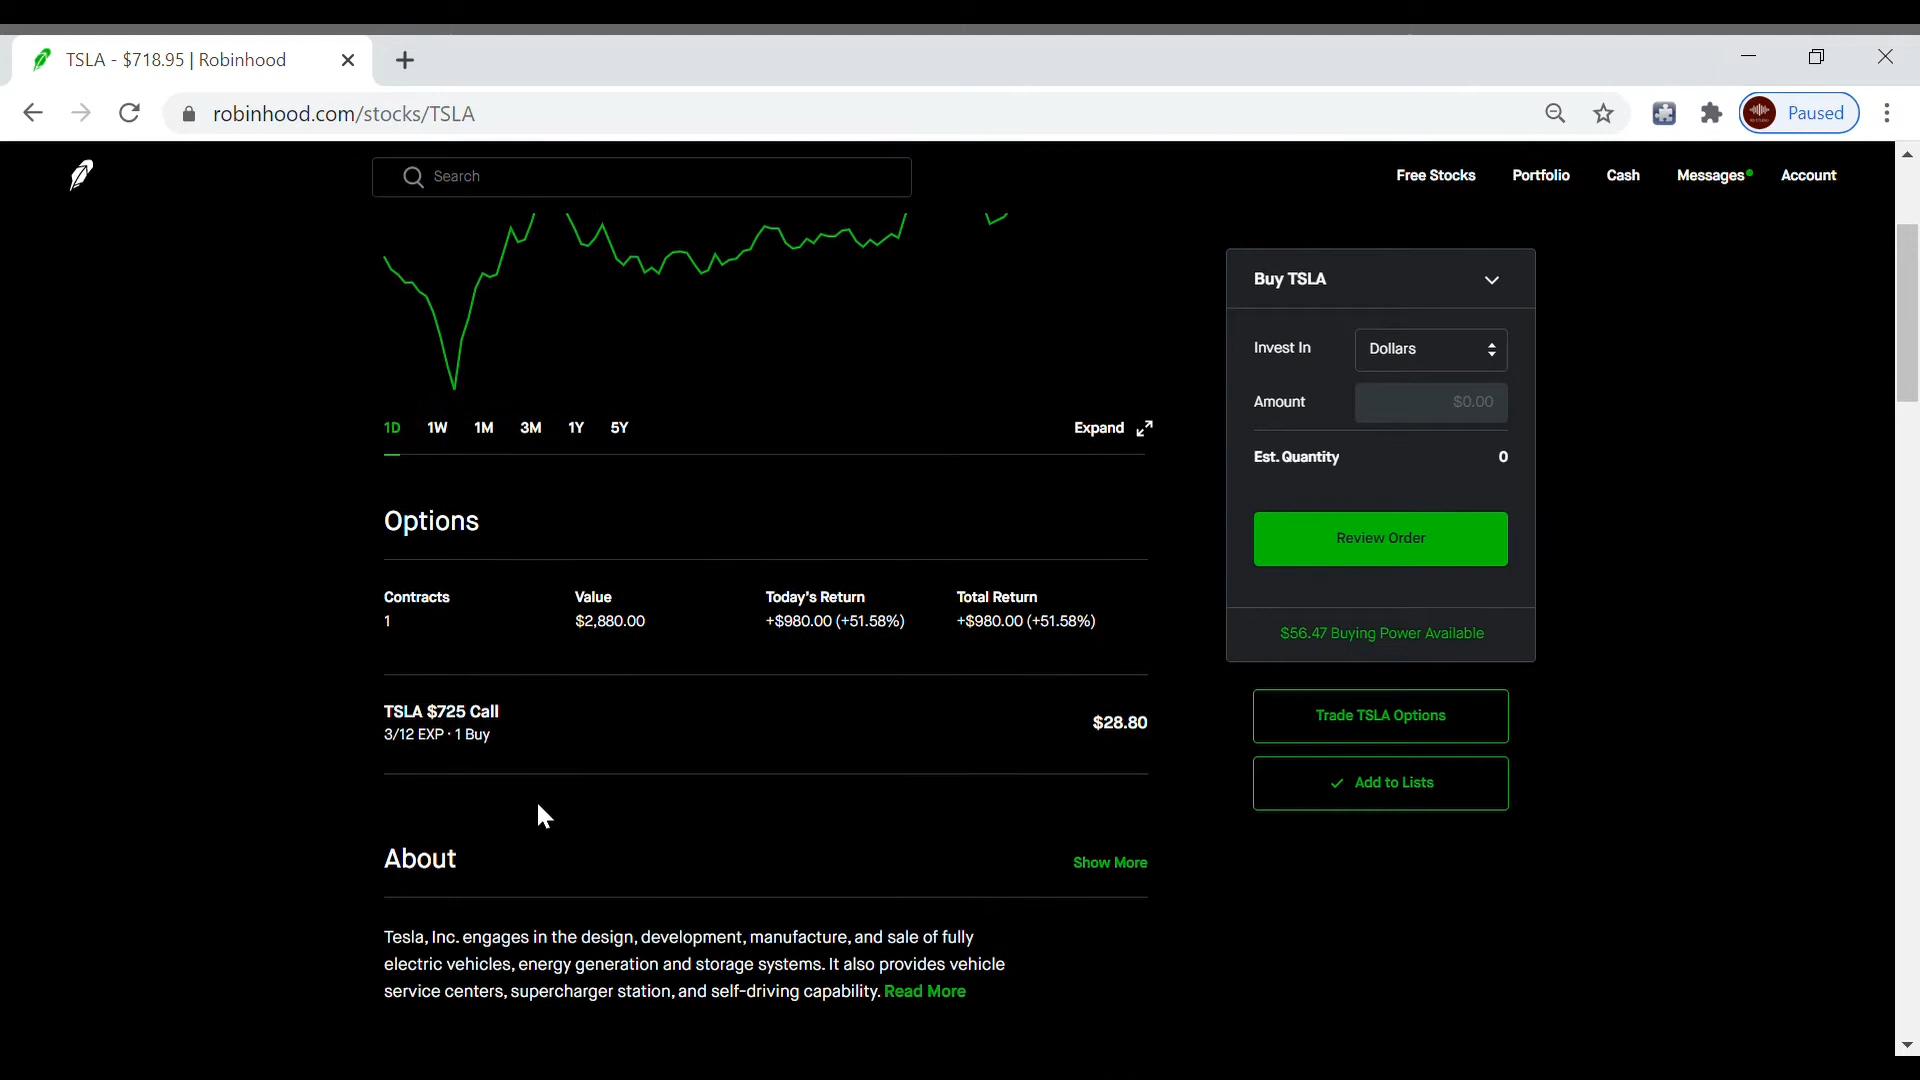 TSLA - $718.95 | Robinhood
robinhood.com/stocks/TSLA
Paused
Search
Free Stocks
Portfolio
Cash
Messages
Account
1D
1W
1M
3M
1Y
5Y
Expand
Options
Contracts
Value
Today's Return
Total Return
1
$2,880.00
+$980.00 (+51.58%)
+$980.00 (+51.58%)
TSLA $725 Call
3/12 EXP · 1 Buy
$28.80
About
Show More
Tesla, Inc. engages in the design, development, manufacture, and sale of fully
electric vehicles, energy generation and storage systems. It also provides vehicle
service centers, supercharger station, and self-driving capability. Read More
Buy TSLA
Invest In
Dollars
Amount
$0.00
Est. Quantity
0
Review Order
$56.47 Buying Power Available
Trade TSLA Options
Add to Lists